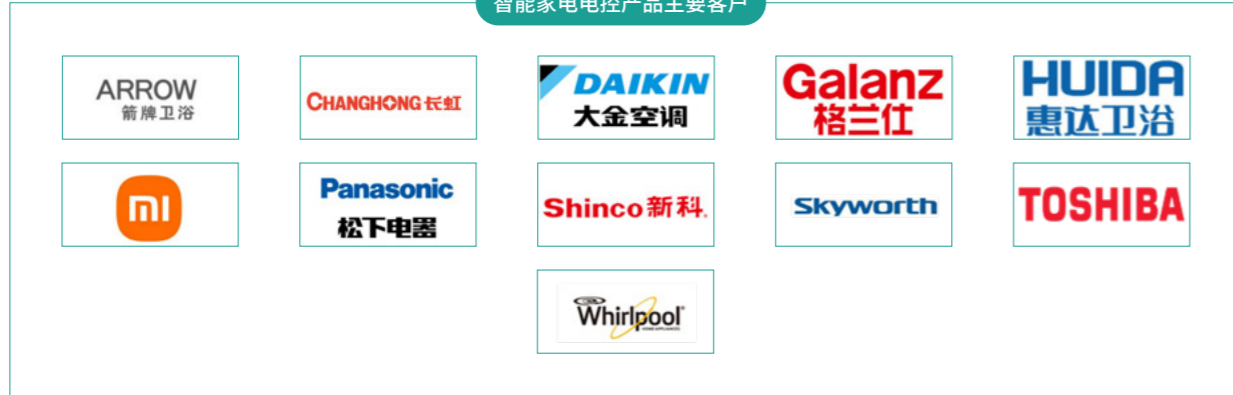 智能家电电控产品主要客户
ARROW
箭牌卫浴
CHANGHONG 长虹
DAIKIN
大金空调
Galanz
格兰仕
HUIDA
惠达卫浴
mi
Panasonic
松下电器
Shinco 新科
Skyworth
TOSHIBA
Whirlpool